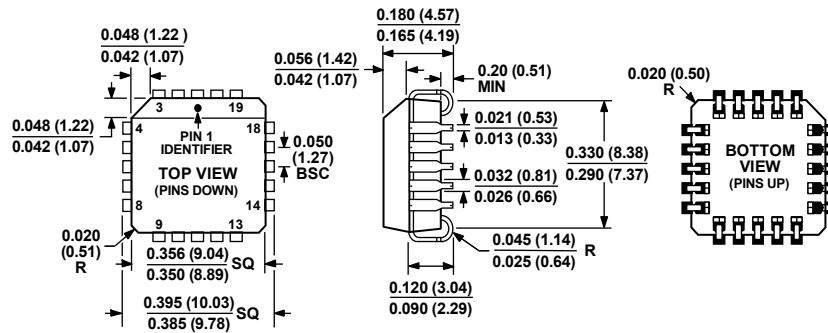 0.048 (1.22 )
0.042 (1.07)
0.048 (1.22)
0.042 (1.07)
3
19
4
18
PIN 1
IDENTIFIER
TOP VIEW
(PINS DOWN)
8
14
9
13
0.050
(1.27)
BSC
0.020
(0.51)
R
0.356 (9.04)
0.350 (8.89)
SQ
0.395 (10.03)
0.385 (9.78)
SQ
0.180 (4.57)
0.165 (4.19)
0.056 (1.42)
0.042 (1.07)
0.20 (0.51)
MIN
0.021 (0.53)
0.013 (0.33)
0.032 (0.81)
0.026 (0.66)
0.330 (8.38)
0.290 (7.37)
0.045 (1.14)
0.025 (0.64)
R
0.120 (3.04)
0.090 (2.29)
0.020 (0.50)
R
BOTTOM
VIEW
(PINS UP)